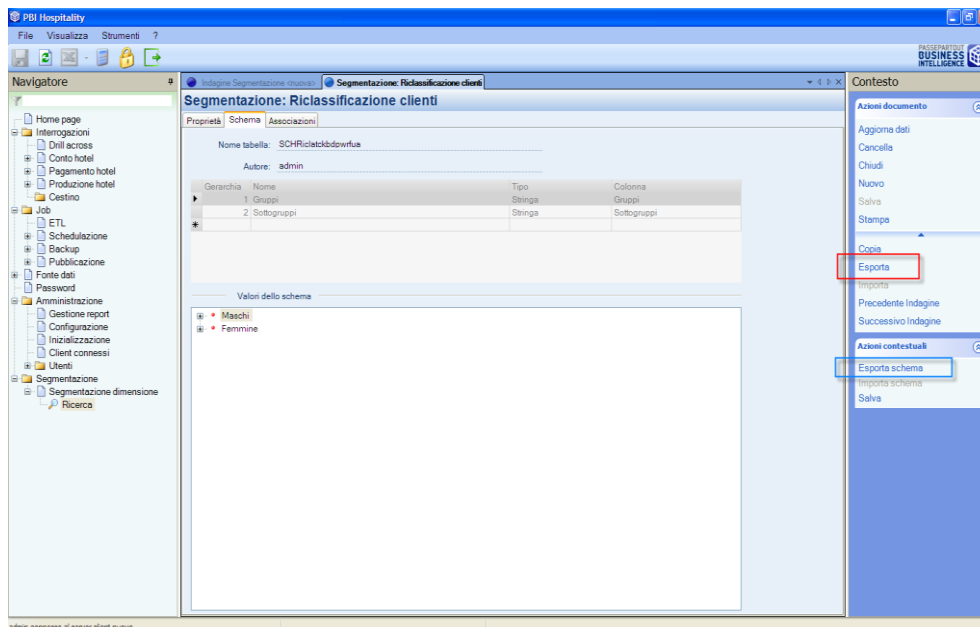 PBI Hospitality
File Visualizza Strumenti ?
PASSEPARTOUT
BUSINESS
INTELLIGENCE
Navigatore
Home page
Interrogazioni
Drill across
Conto hotel
Pagamento hotel
Produzione hotel
Cestino
Job
ETL
Schedulazione
Backup
Pubblicazione
Fonte dati
Password
Amministrazione
Gestione report
Configurazione
Inizializzazione
Client connessi
Utenti
Segmentazione
Segmentazione dimensione
Ricerca
Indagine Segmentazione <nuova> Segmentazione: Riclassificazione clienti
Segmentazione: Riclassificazione clienti
Proprietà Schema Associazioni
Nome tabella: SCHRiclatckbdpwrfua
Autore: admin
Gerarchia Nome Tipo Colonna
1 Gruppi Stringa Gruppi
2 Sottogruppi Stringa Sottogruppi
Valori dello schema
Maschi
Femmine
Contesto
Azioni documento
Aggiorna dati
Cancella
Chiudi
Nuovo
Salva
Stampa
Copia
Esporta
Importa
Precedente Indagine
Successivo Indagine
Azioni contestuali
Esporta schema
Importa schema
Salva